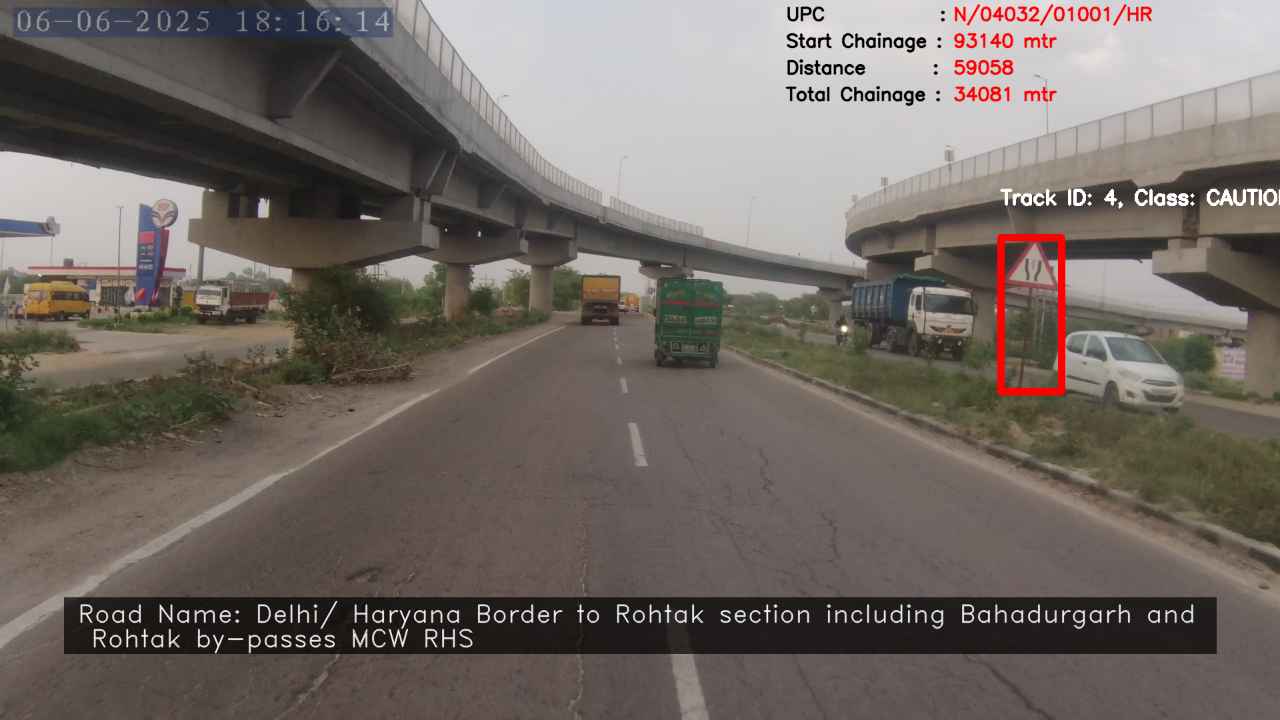 06-06-2025 18:16:14
UPC : N/04032/01001/HR
Start Chainage : 93140 mtr
Distance : 59058
Total Chainage : 34081 mtr
Track ID: 4, Class: CAUTIO
Road Name: Delhi/ Haryana Border to Rohtak section including Bahadurgarh and
Rohtak by-passes MCW RHS